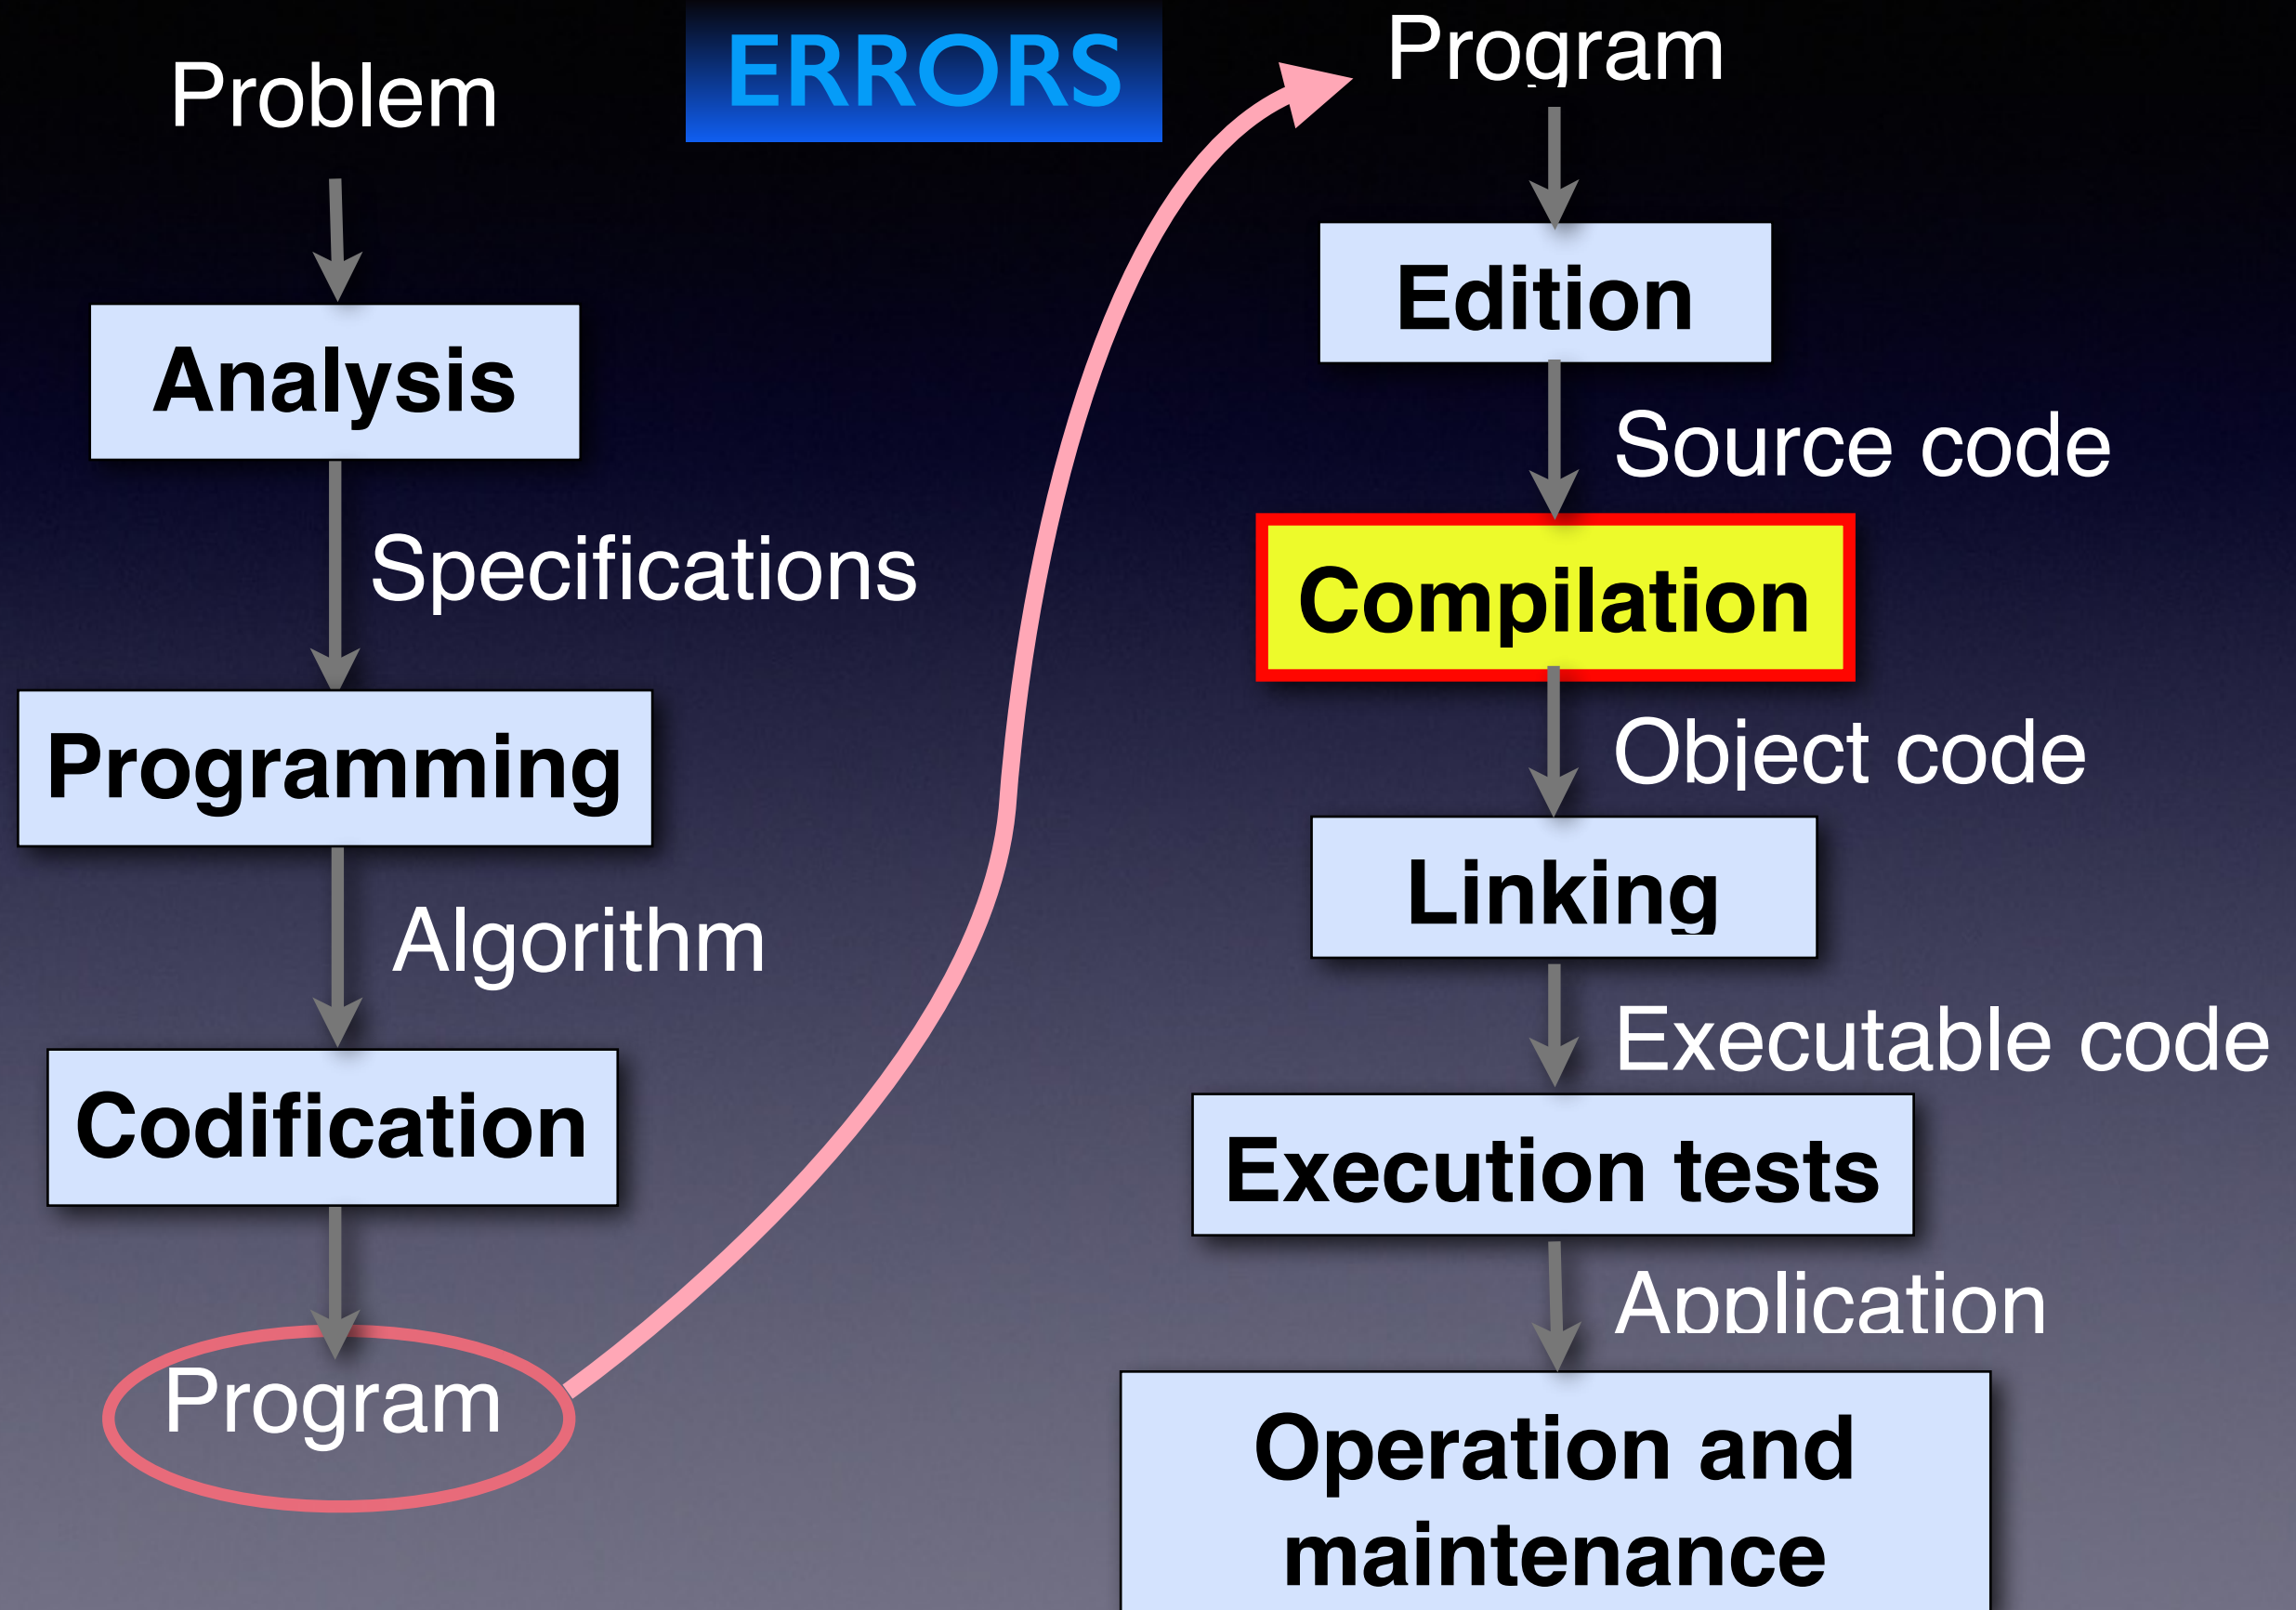 ERRORS
Problem
Analysis
Specifications
Programming
Algorithm
Codification
Program
Program
Edition
Source code
Compilation
Object code
Linking
Executable code
Execution tests
Application
Operation and
maintenance